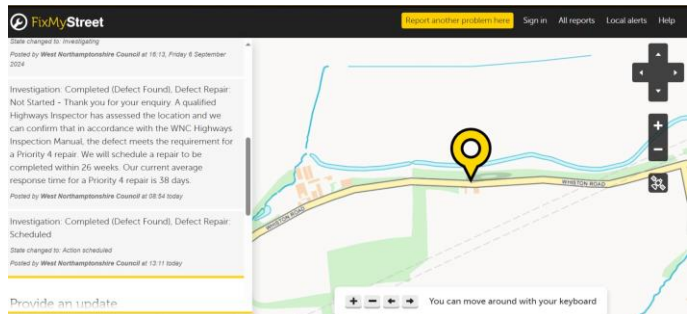 FixMyStreet
Report another problem here Sign in All reports Local alerts Help
State changed to: Investigating
Posted by West Northamptonshire Council at 16:13, Friday 6 September
2024
Investigation: Completed (Defect Found), Defect Repair:
Not Started - Thank you for your enquiry. A qualified
Highways Inspector has assessed the location and we
can confirm that in accordance with the WNC Highways
Inspection Manual, the defect meets the requirement for
a Priority 4 repair. We will schedule a repair to be
completed within 26 weeks. Our current average
response time for a Priority 4 repair is 38 days.
Posted by West Northamptonshire Council at 08:54 today
Investigation: Completed (Defect Found), Defect Repair:
Scheduled
State changed to: Action scheduled
Posted by West Northamptonshire Council at 13:11 today
Provide an update
WHISTON ROAD
WHISTON ROAD
You can move around with your keyboard